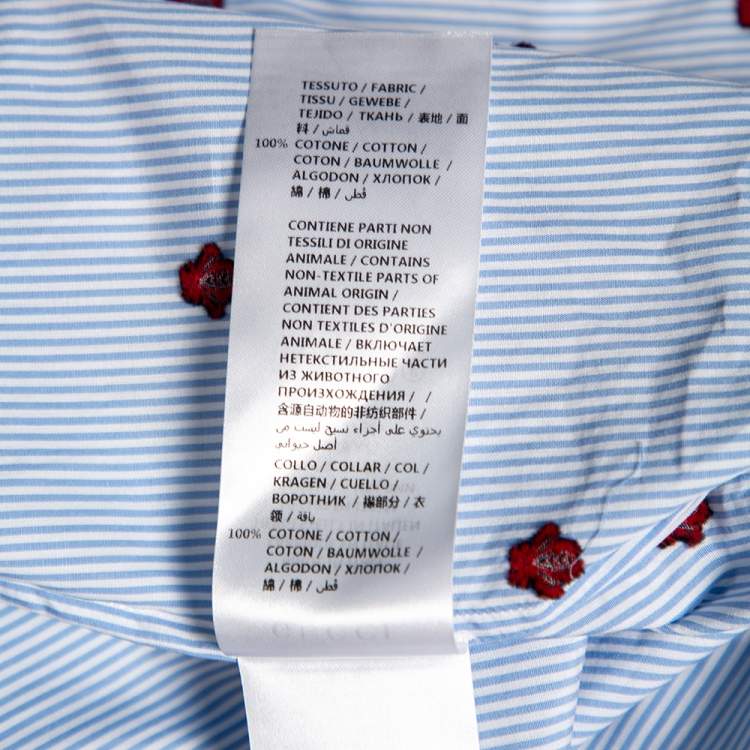 TESSUTO / FABRIC /
TISSU / GEWEBE /
TEJIDO / ТКАНЬ / 表地 / 面
料 / قماش /
100% COTONE / COTTON /
COTON / BAUMWOLLE /
ALGODON / ХЛОПОК /
綿 / 棉 / قُطن /
CONTIENE PARTI NON
TESSILI DI ORIGINE
ANIMALE / CONTAINS
NON-TEXTILE PARTS OF
ANIMAL ORIGIN /
CONTIENT DES PARTIES
NON TEXTILES D'ORIGINE
ANIMALE / ВКЛЮЧАЕТ
НЕТЕКСТИЛЬНЫЕ ЧАСТИ
ИЗ ЖИВОТНОГО
ПРОИСХОЖДЕНИЯ / /
含源自动物的非纺织部件 /
يحتوي على أجزاء نسيج ليست من
أصل حيواني
COLLO / COLLAR / COL /
KRAGEN / CUELLO /
ВОРОТНИК / 襟部分 / 衣
领 / ياقة /
100% COTONE / COTTON /
COTON / BAUMWOLLE /
ALGODON / ХЛОПОК /
綿 / 棉 / قُطن /